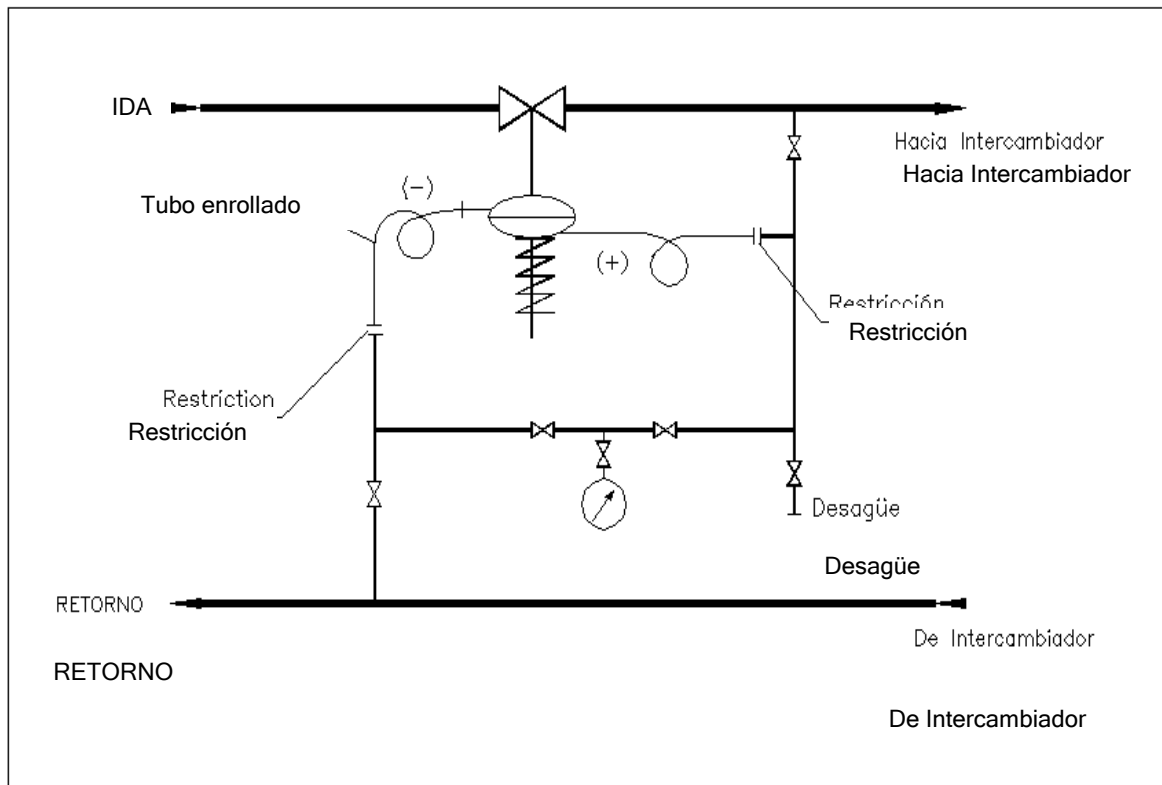 IDA
Hacia Intercambiador
Hacia Intercambiador
(-)
Tubo enrollado
(+)
Restricción
Restricción
Restriction
Restricción
Desagüe
Desagüe
RETORNO
De Intercambiador
RETORNO
De Intercambiador